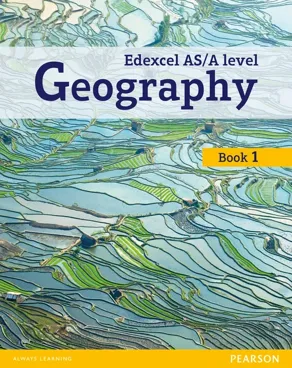 Edexcel AS/A level
Geography
Book 1
ALWAYS LEARNING
PEARSON